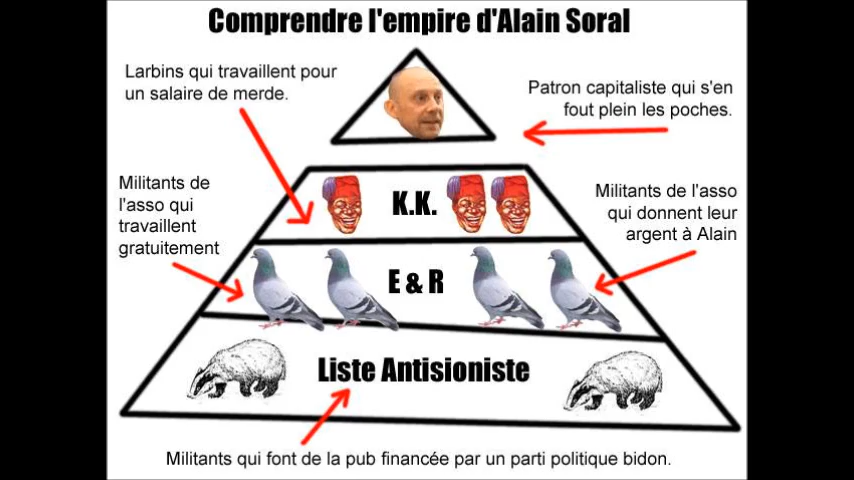 Comprendre l'empire d'Alain Soral
Larbins qui travaillent pour
un salaire de merde.
Patron capitaliste qui s'en
fout plein les poches.
K.K.
Militants de
l'asso qui
travaillent
gratuitement
Militants de l'asso
qui donnent leur
argent à Alain
E & R
Liste Antisioniste
Militants qui font de la pub financée par un parti politique bidon.